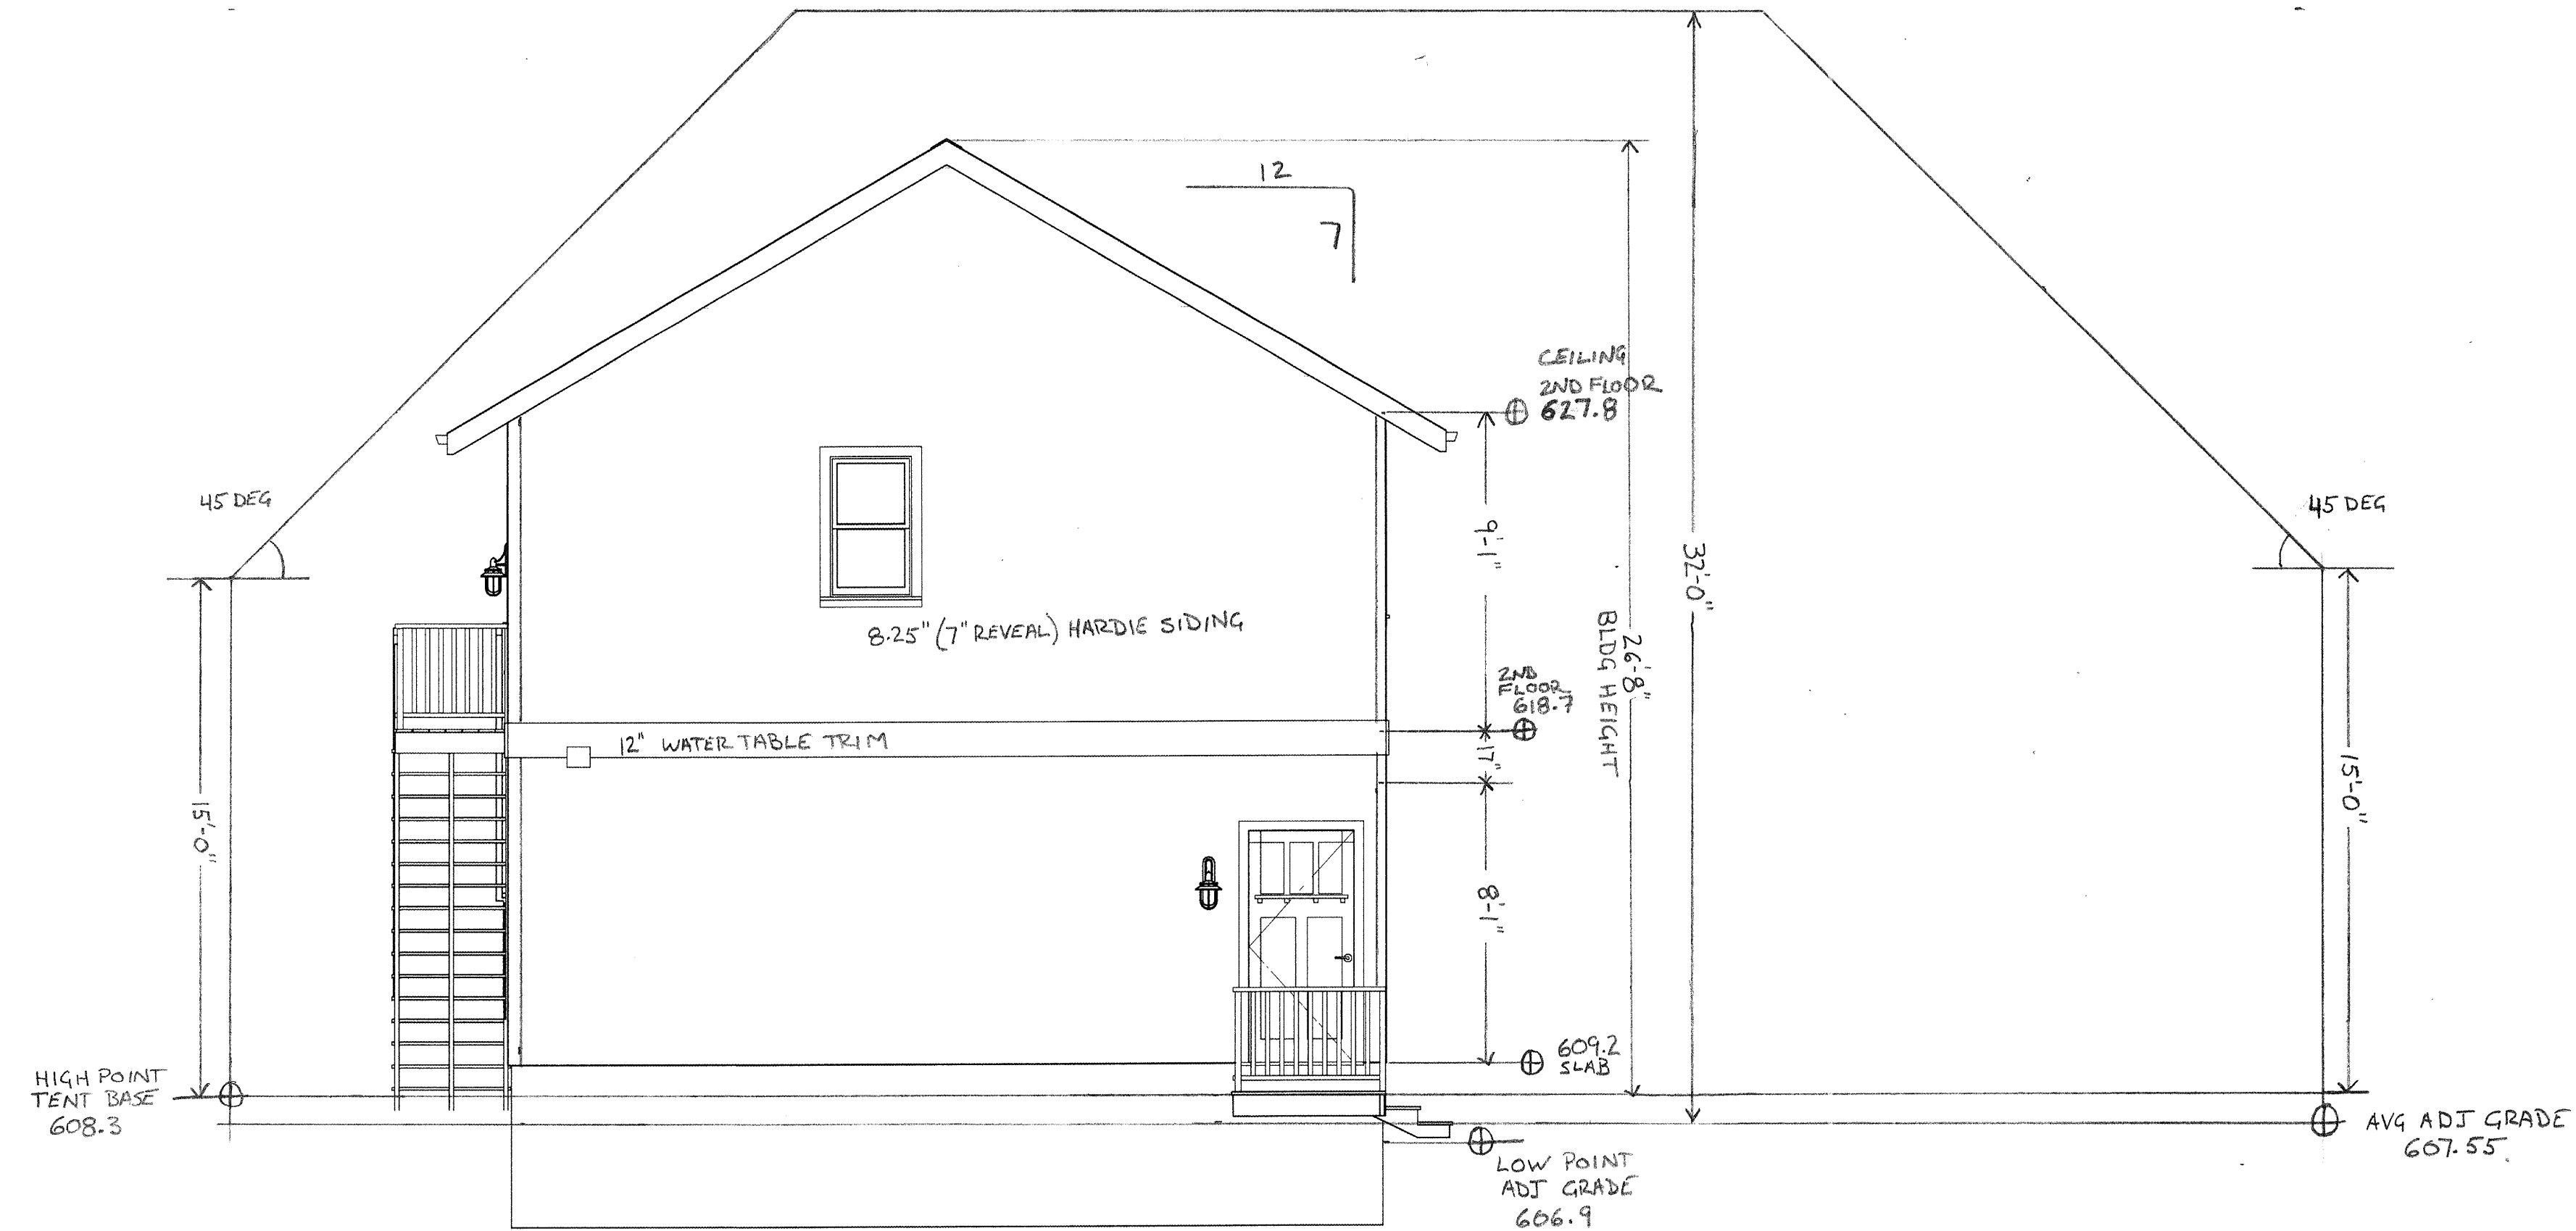 12
7
CEILING
2ND FLOOR
627.8
45 DEG
45 DEG
9'-1"
32'-0"
8.25" (7" REVEAL) HARDIE SIDING
26'-8"
BLDG HEIGHT
2ND
FLOOR
618.7
12" WATER TABLE TRIM
17"
15'-0"
15'-0"
8'-1"
609.2
SLAB
HIGH POINT
TENT BASE
608.3
AVG ADJ GRADE
607.55
LOW POINT
ADJ GRADE
606.9